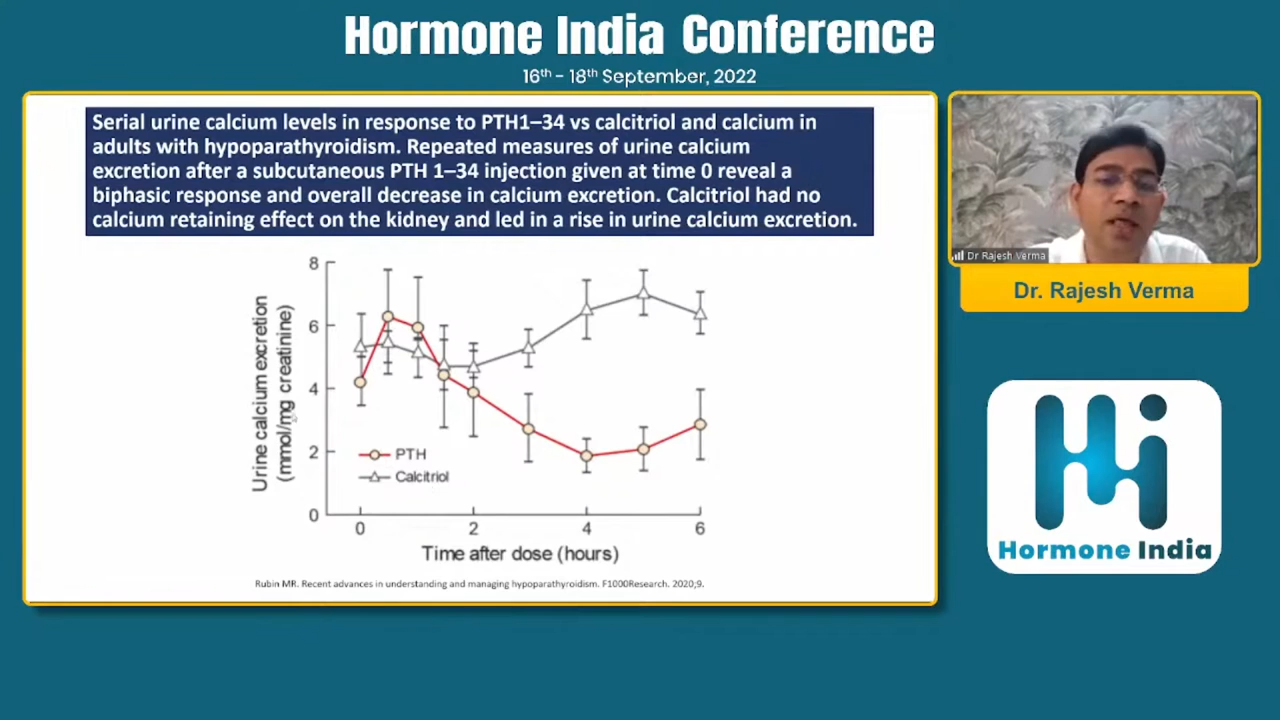 Hormone India Conference
16th - 18th September, 2022
Serial urine calcium levels in response to PTH1–34 vs calcitriol and calcium in
adults with hypoparathyroidism. Repeated measures of urine calcium
excretion after a subcutaneous PTH 1–34 injection given at time 0 reveal a
biphasic response and overall decrease in calcium excretion. Calcitriol had no
calcium retaining effect on the kidney and led in a rise in urine calcium excretion.
Urine calcium excretion
(mmol/mg creatinine)
8
6
4
2
0
PTH
Calcitriol
0 2 4 6
Time after dose (hours)
Rubin MR. Recent advances in understanding and managing hypoparathyroidism. F1000Research. 2020;9.
Dr Rajesh Verma
Dr. Rajesh Verma
Hi
Hormone India